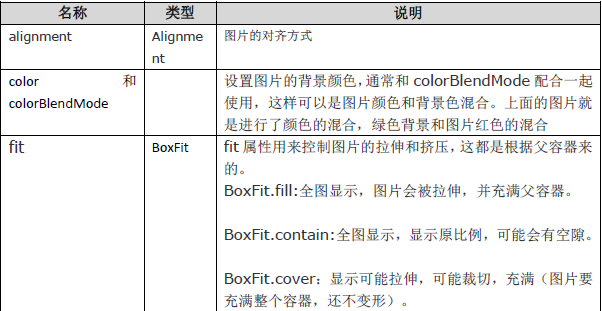 名称 类型 说明
alignment Alignme 图片的对齐方式
nt
color 和 设置图片的背景颜色，通常和 colorBlendMode 配合一起
colorBlendMode 使用，这样可以是图片颜色和背景色混合。上面的图片就
是进行了颜色的混合，绿色背景和图片红色的混合
fit BoxFit fit 属性用来控制图片的拉伸和挤压，这都是根据父容器来
的。
BoxFit.fill:全图显示，图片会被拉伸，并充满父容器。
BoxFit.contain:全图显示，显示原比例，可能会有空隙。
BoxFit.cover：显示可能拉伸，可能裁切，充满（图片要
充满整个容器，还不变形）。